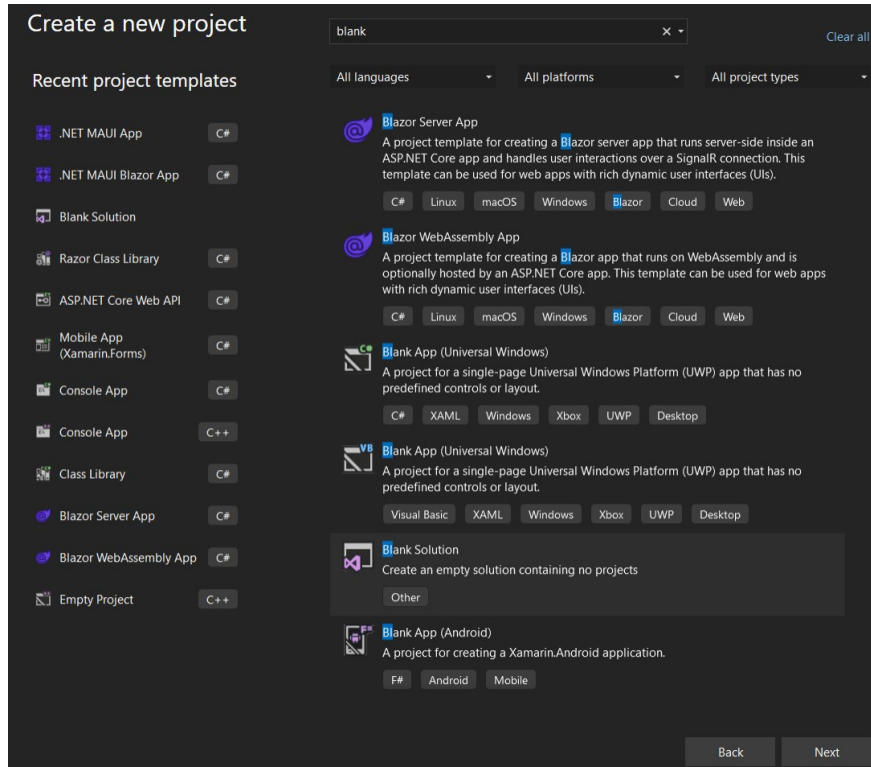 Create a new project
blank
Clear all
Recent project templates
All languages
All platforms
All project types
.NET MAUI App C#
.NET MAUI Blazor App C#
Blank Solution
Razor Class Library C#
ASP.NET Core Web API C#
Mobile App
(Xamarin.Forms) C#
Console App C#
Console App C++
Class Library C#
Blazor Server App C#
Blazor WebAssembly App C#
Empty Project C++
Blazor Server App
A project template for creating a Blazor server app that runs server-side inside an
ASP.NET Core app and handles user interactions over a SignalR connection. This
template can be used for web apps with rich dynamic user interfaces (UIs).
C# Linux macOS Windows Blazor Cloud Web
Blazor WebAssembly App
A project template for creating a Blazor app that runs on WebAssembly and is
optionally hosted by an ASP.NET Core app. This template can be used for web apps
with rich dynamic user interfaces (UIs).
C# Linux macOS Windows Blazor Cloud Web
C#
Blank App (Universal Windows)
A project for a single-page Universal Windows Platform (UWP) app that has no
predefined controls or layout.
C# XAML Windows Xbox UWP Desktop
VB
Blank App (Universal Windows)
A project for a single-page Universal Windows Platform (UWP) app that has no
predefined controls or layout.
Visual Basic XAML Windows Xbox UWP Desktop
Blank Solution
Create an empty solution containing no projects
Other
F#
Blank App (Android)
A project for creating a Xamarin.Android application.
F# Android Mobile
Back
Next